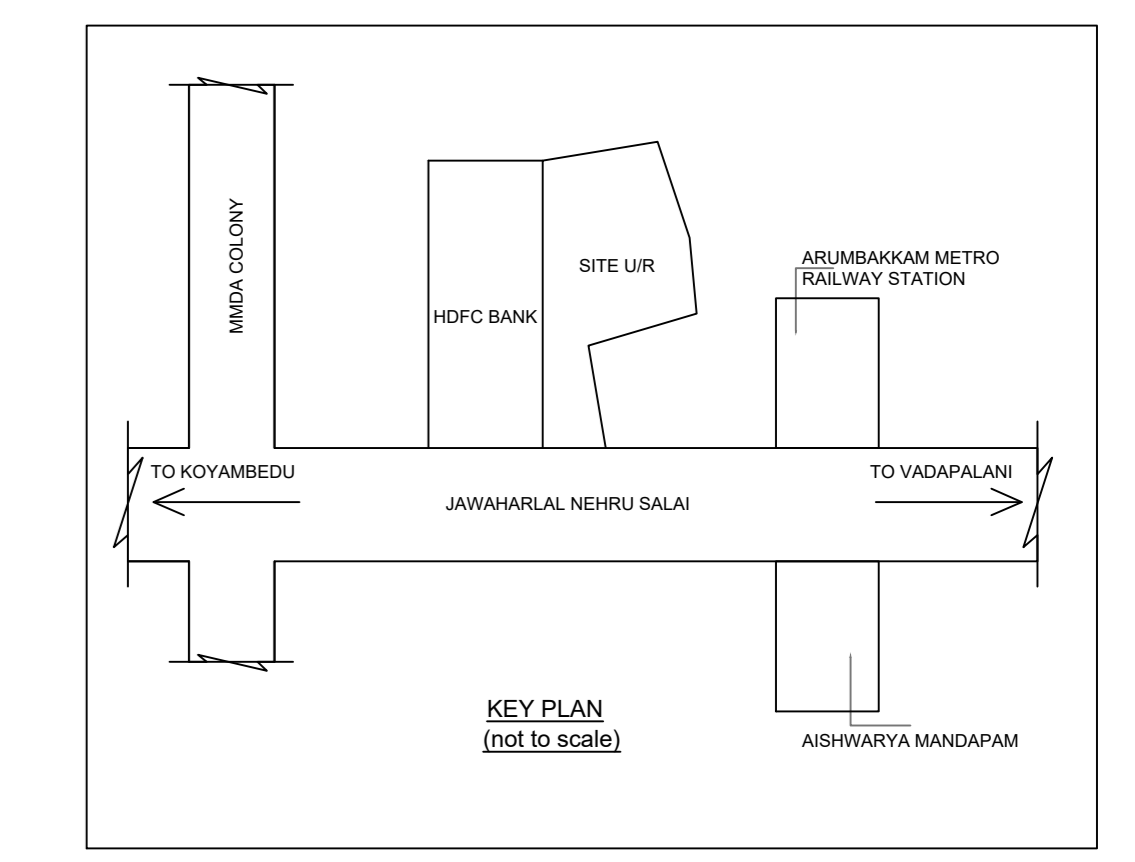 MMDA COLONY
HDFC BANK
SITE U/R
ARUMBAKKAM METRO
RAILWAY STATION
TO KOYAMBEDU
JAWAHARLAL NEHRU SALAI
TO VADAPALANI
KEY PLAN
(not to scale)
AISHWARYA MANDAPAM